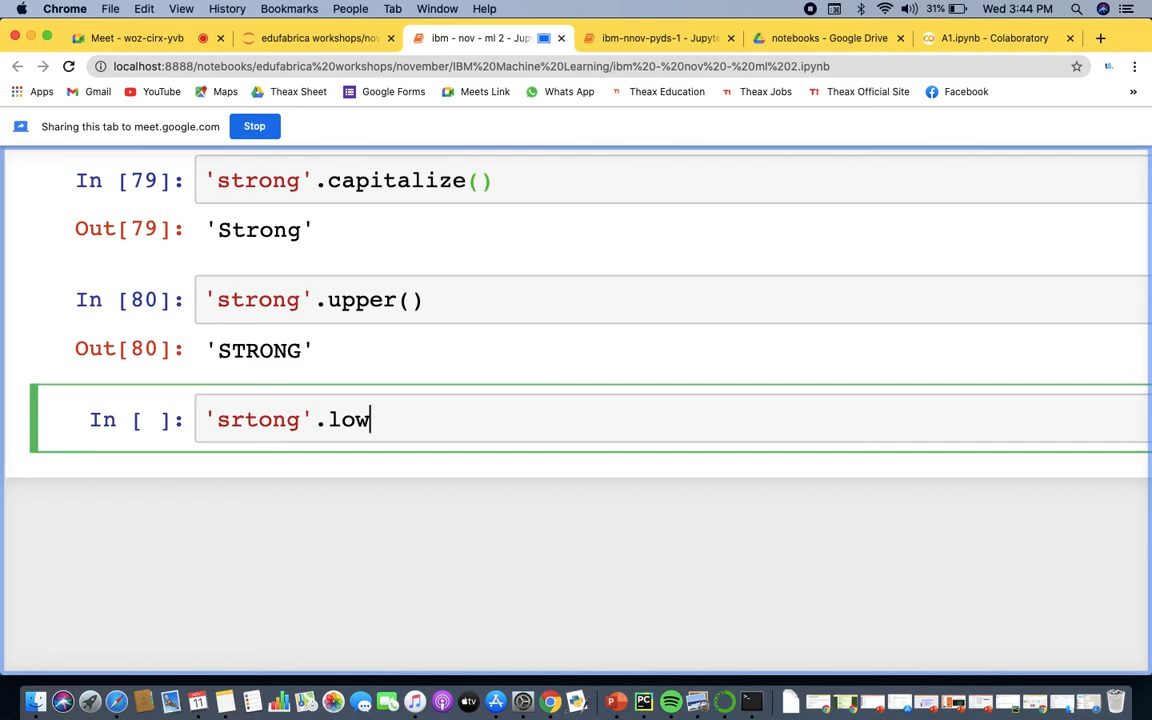 Chrome File Edit View History Bookmarks People Tab Window Help 31% Wed 3:44 PM
Meet - woz-cirx-yvb edufabrica workshops/nov ibm - nov - ml 2 - Jup ibm-nnov-pyds-1 - Jupyte notebooks - Google Drive A1.ipynb - Colaboratory
localhost:8888/notebooks/edufabrica%20workshops/november/IBM%20Machine%20Learning/ibm%20-%20nov%20-%20ml%202.ipynb
Apps Gmail YouTube Maps Theax Sheet Google Forms Meets Link Whats App Theax Education Theax Jobs Theax Official Site Facebook »
Sharing this tab to meet.google.com Stop
In [79]: 'strong'.capitalize()
Out[79]: 'Strong'
In [80]: 'strong'.upper()
Out[80]: 'STRONG'
In [ ]: 'srtong'.low